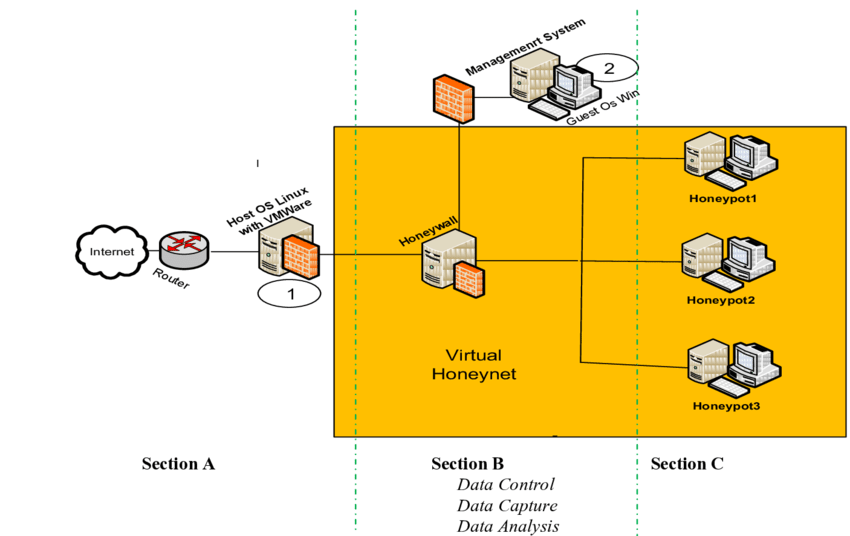 Managemenrt System
2
Guest Os Win
Honeypot1
Host OS Linux
with VMWare
Honeywall
Internet
Router
1
Honeypot2
Virtual
Honeynet
Honeypot3
Section A
Section B
Section C
Data Control
Data Capture
Data Analysis